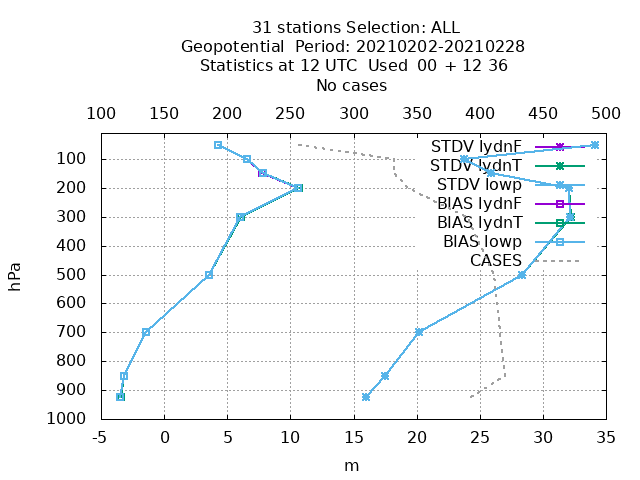 31 stations Selection: ALL
Geopotential  Period: 20210202-20210228
Statistics at 12 UTC  Used  00 + 12 36
No cases
100 150 200 250 300 350 400 450 500
STDV lydnF
STDV lydnT
STDV lowp
BIAS lydnF
BIAS lydnT
BIAS lowp
CASES
hPa
100
200
300
400
500
600
700
800
900
1000
-5 0 5 10 15 20 25 30 35
m